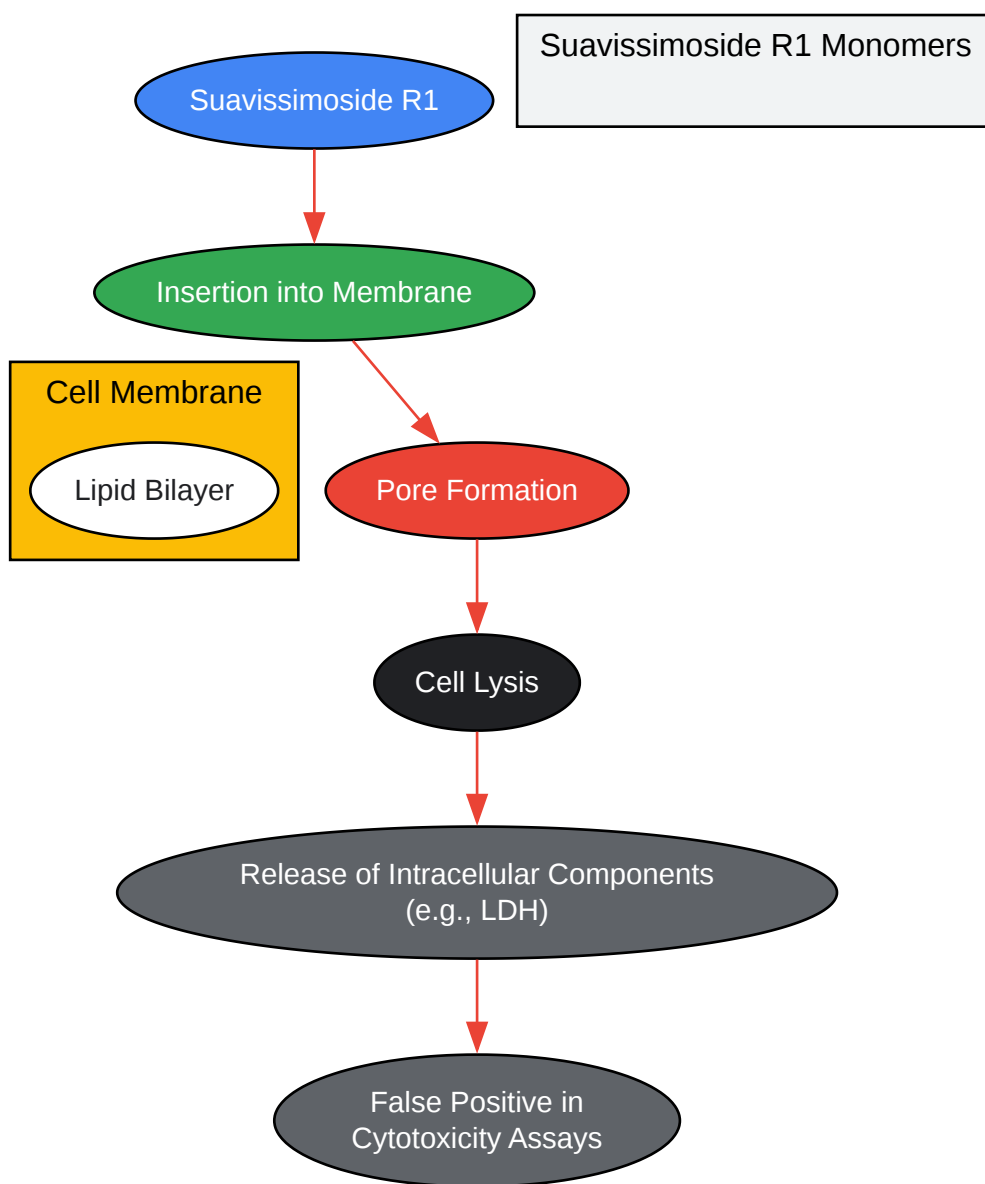 Suavissimoside R1 Monomers
Suavissimoside R1
Insertion into Membrane
Cell Membrane
Lipid Bilayer
Pore Formation
Cell Lysis
Release of Intracellular Components
(e.g., LDH)
False Positive in
Cytotoxicity Assays